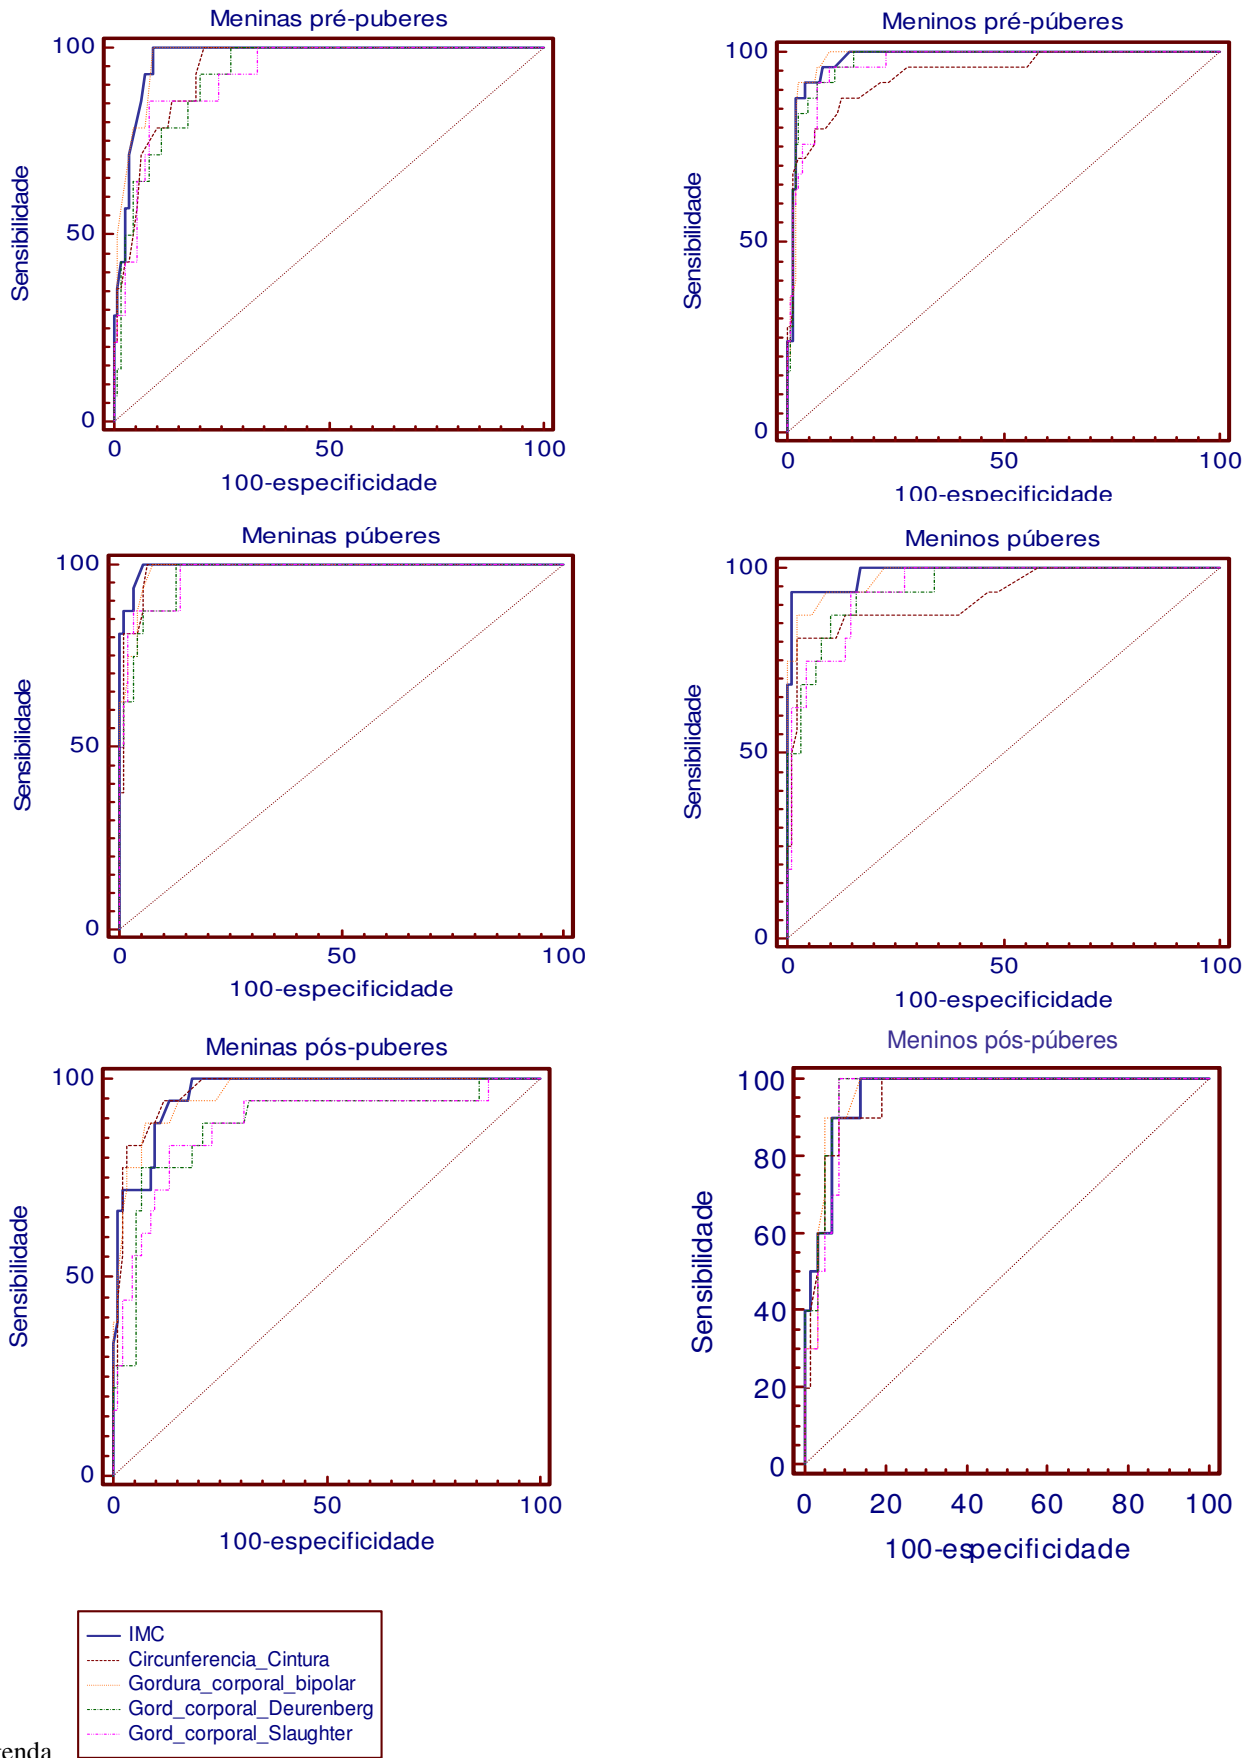 Meninas pré-puberes
100
50
0
Sensibilidade
0 50 100
100-especificidade
Meninos pré-púberes
100
50
0
Sensibilidade
0 50 100
100-especificidade
Meninas púberes
100
50
0
Sensibilidade
0 50 100
100-especificidade
Meninos púberes
100
50
0
Sensibilidade
0 50 100
100-especificidade
Meninas pós-puberes
100
50
0
Sensibilidade
0 50 100
100-especificidade
Meninos pós-púberes
100
80
60
40
20
0
Sensibilidade
0 20 40 60 80 100
100-especificidade
IMC
Circunferencia_Cintura
Gordura_corporal_bipolar
Gord_corporal_Deurenberg
Gord_corporal_Slaughter
enda